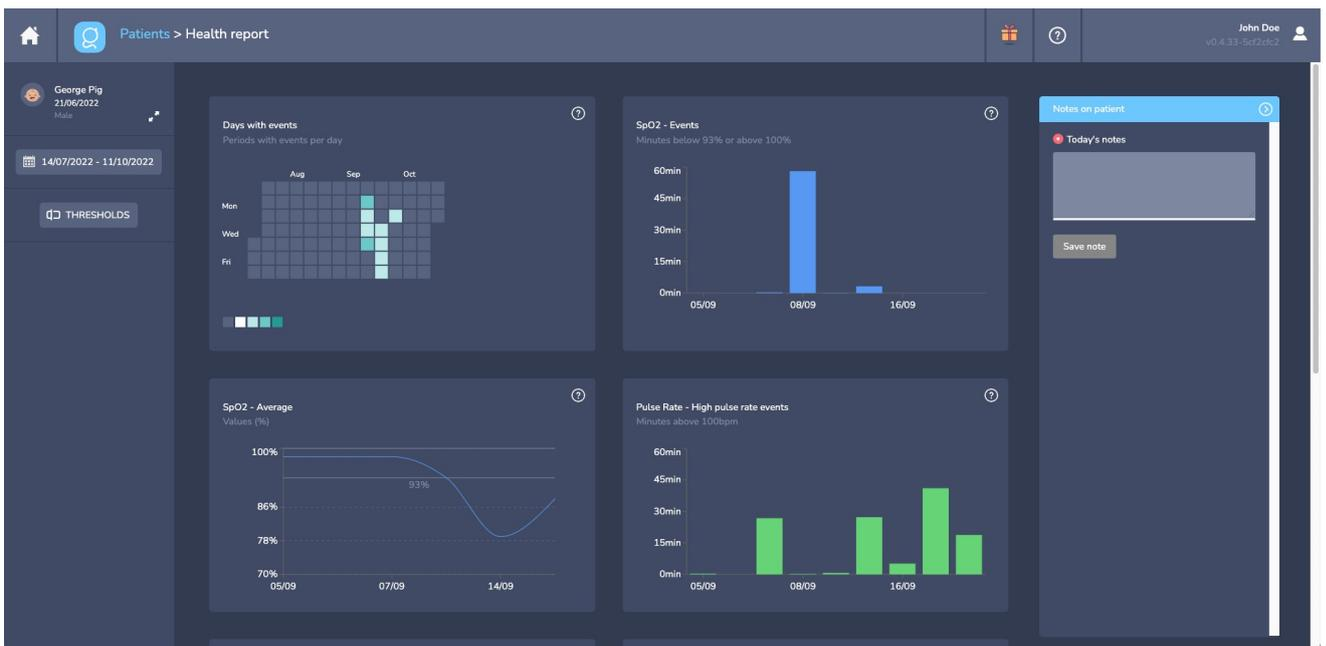 Patients > Health report
John Doe
v0.4.33-5cf2cfc2
George Pig
21/06/2022
Male
14/07/2022 - 11/10/2022
THRESHOLDS
Days with events
Periods with events per day
Aug Sep Oct
Mon
Wed
Fri
SpO2 - Events
Minutes below 93% or above 100%
60min
45min
30min
15min
0min
05/09 08/09 16/09
Notes on patient
Today's notes
Save note
SpO2 - Average
Values (%)
100%
93%
86%
78%
70%
05/09 07/09 14/09
Pulse Rate - High pulse rate events
Minutes above 100bpm
60min
45min
30min
15min
0min
05/09 08/09 16/09